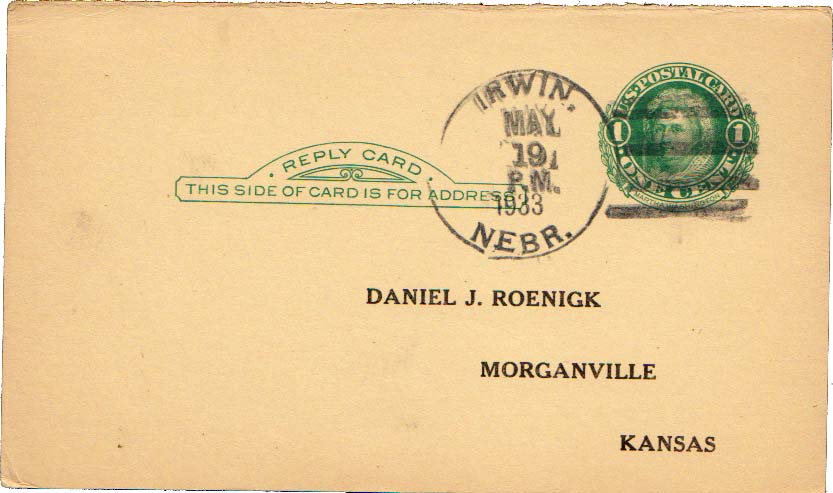 IRWIN.
MAY
19
P.M.
1933
NEBR.
U·S·POSTAL CARD
1 1
ONE CENT
· REPLY CARD ·
THIS SIDE OF CARD IS FOR ADDRESS
DANIEL J. ROENIGK
MORGANVILLE
KANSAS